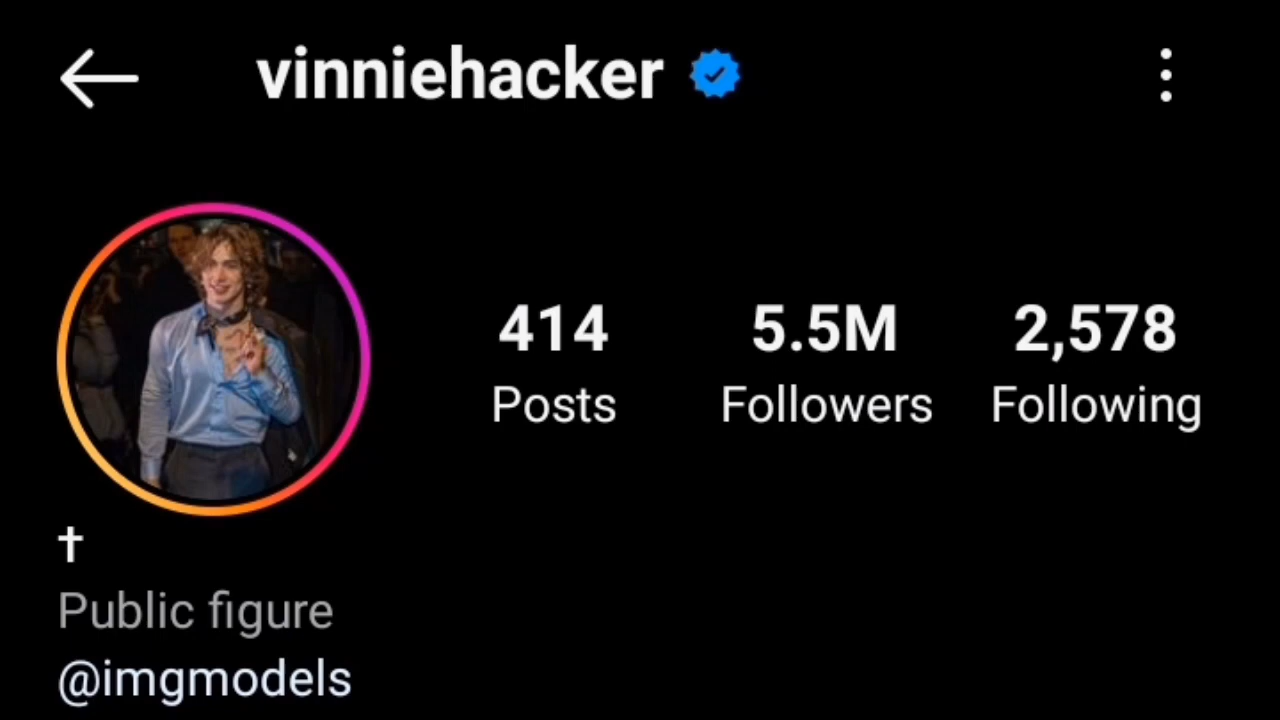 vinniehacker
414 5.5M 2,578
Posts Followers Following
†
Public figure
@imgmodels